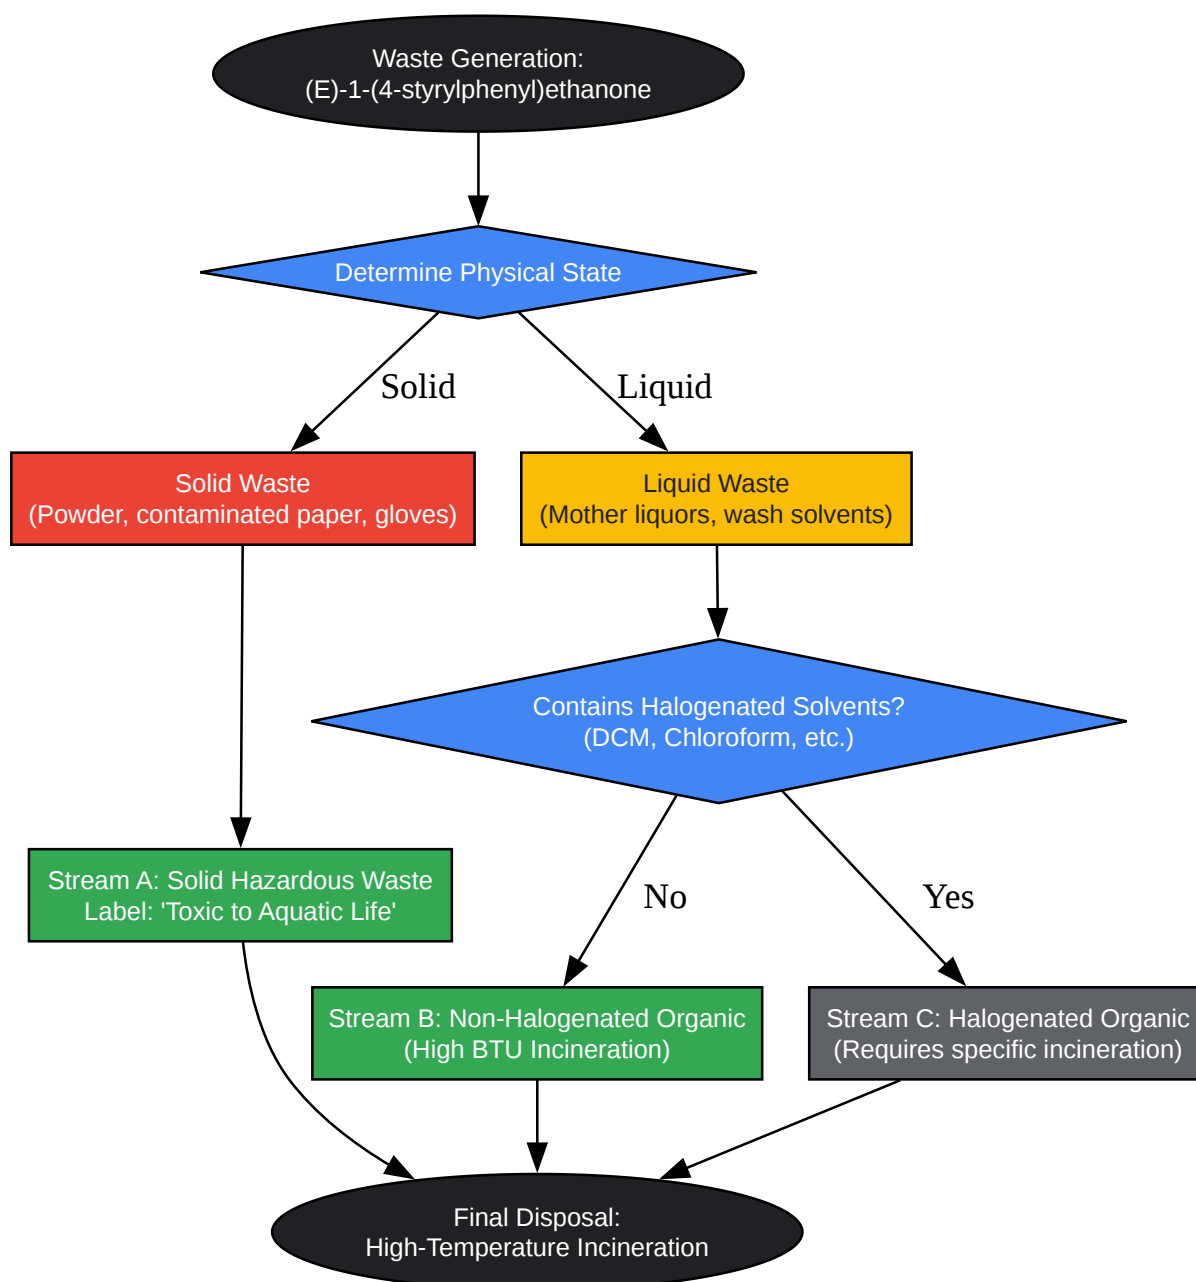 Waste Generation:
(E)-1-(4-styrylphenyl)ethanone
Determine Physical State
Solid
Liquid
Solid Waste
(Powder, contaminated paper, gloves)
Liquid Waste
(Mother liquors, wash solvents)
Contains Halogenated Solvents?
(DCM, Chloroform, etc.)
Stream A: Solid Hazardous Waste
Label: 'Toxic to Aquatic Life'
No
Yes
Stream B: Non-Halogenated Organic
(High BTU Incineration)
Stream C: Halogenated Organic
(Requires specific incineration)
Final Disposal:
High-Temperature Incineration